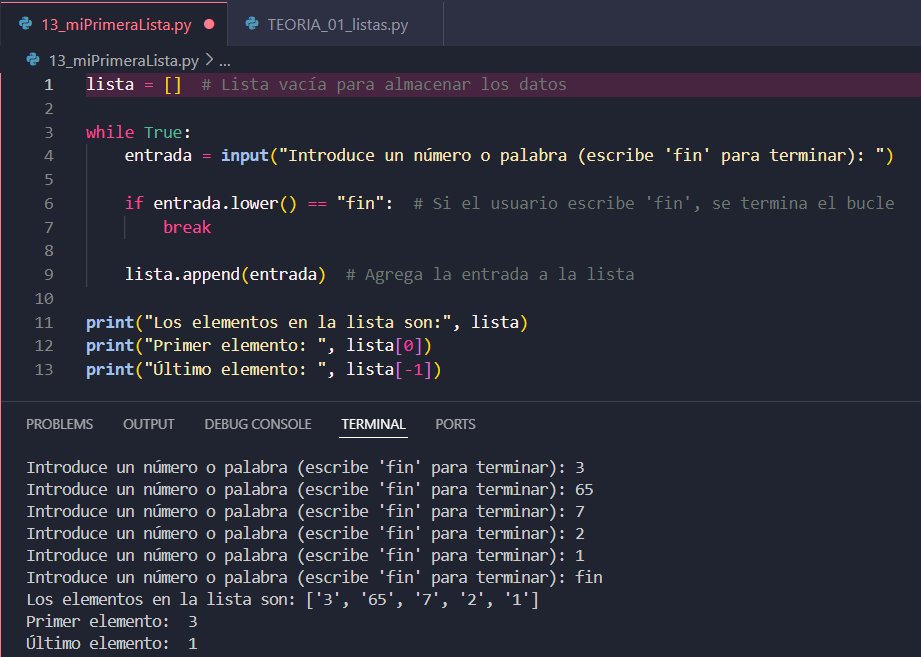 13_miPrimeraLista.py TEORIA_01_listas.py
13_miPrimeraLista.py > ...
1 lista = []  # Lista vacía para almacenar los datos
2
3 while True:
4     entrada = input("Introduce un número o palabra (escribe 'fin' para terminar): ")
5
6     if entrada.lower() == "fin":  # Si el usuario escribe 'fin', se termina el bucle
7         break
8
9     lista.append(entrada)  # Agrega la entrada a la lista
10
11 print("Los elementos en la lista son:", lista)
12 print("Primer elemento: ", lista[0])
13 print("Último elemento: ", lista[-1])
PROBLEMS OUTPUT DEBUG CONSOLE TERMINAL PORTS
Introduce un número o palabra (escribe 'fin' para terminar): 3
Introduce un número o palabra (escribe 'fin' para terminar): 65
Introduce un número o palabra (escribe 'fin' para terminar): 7
Introduce un número o palabra (escribe 'fin' para terminar): 2
Introduce un número o palabra (escribe 'fin' para terminar): 1
Introduce un número o palabra (escribe 'fin' para terminar): fin
Los elementos en la lista son: ['3', '65', '7', '2', '1']
Primer elemento:  3
Último elemento:  1